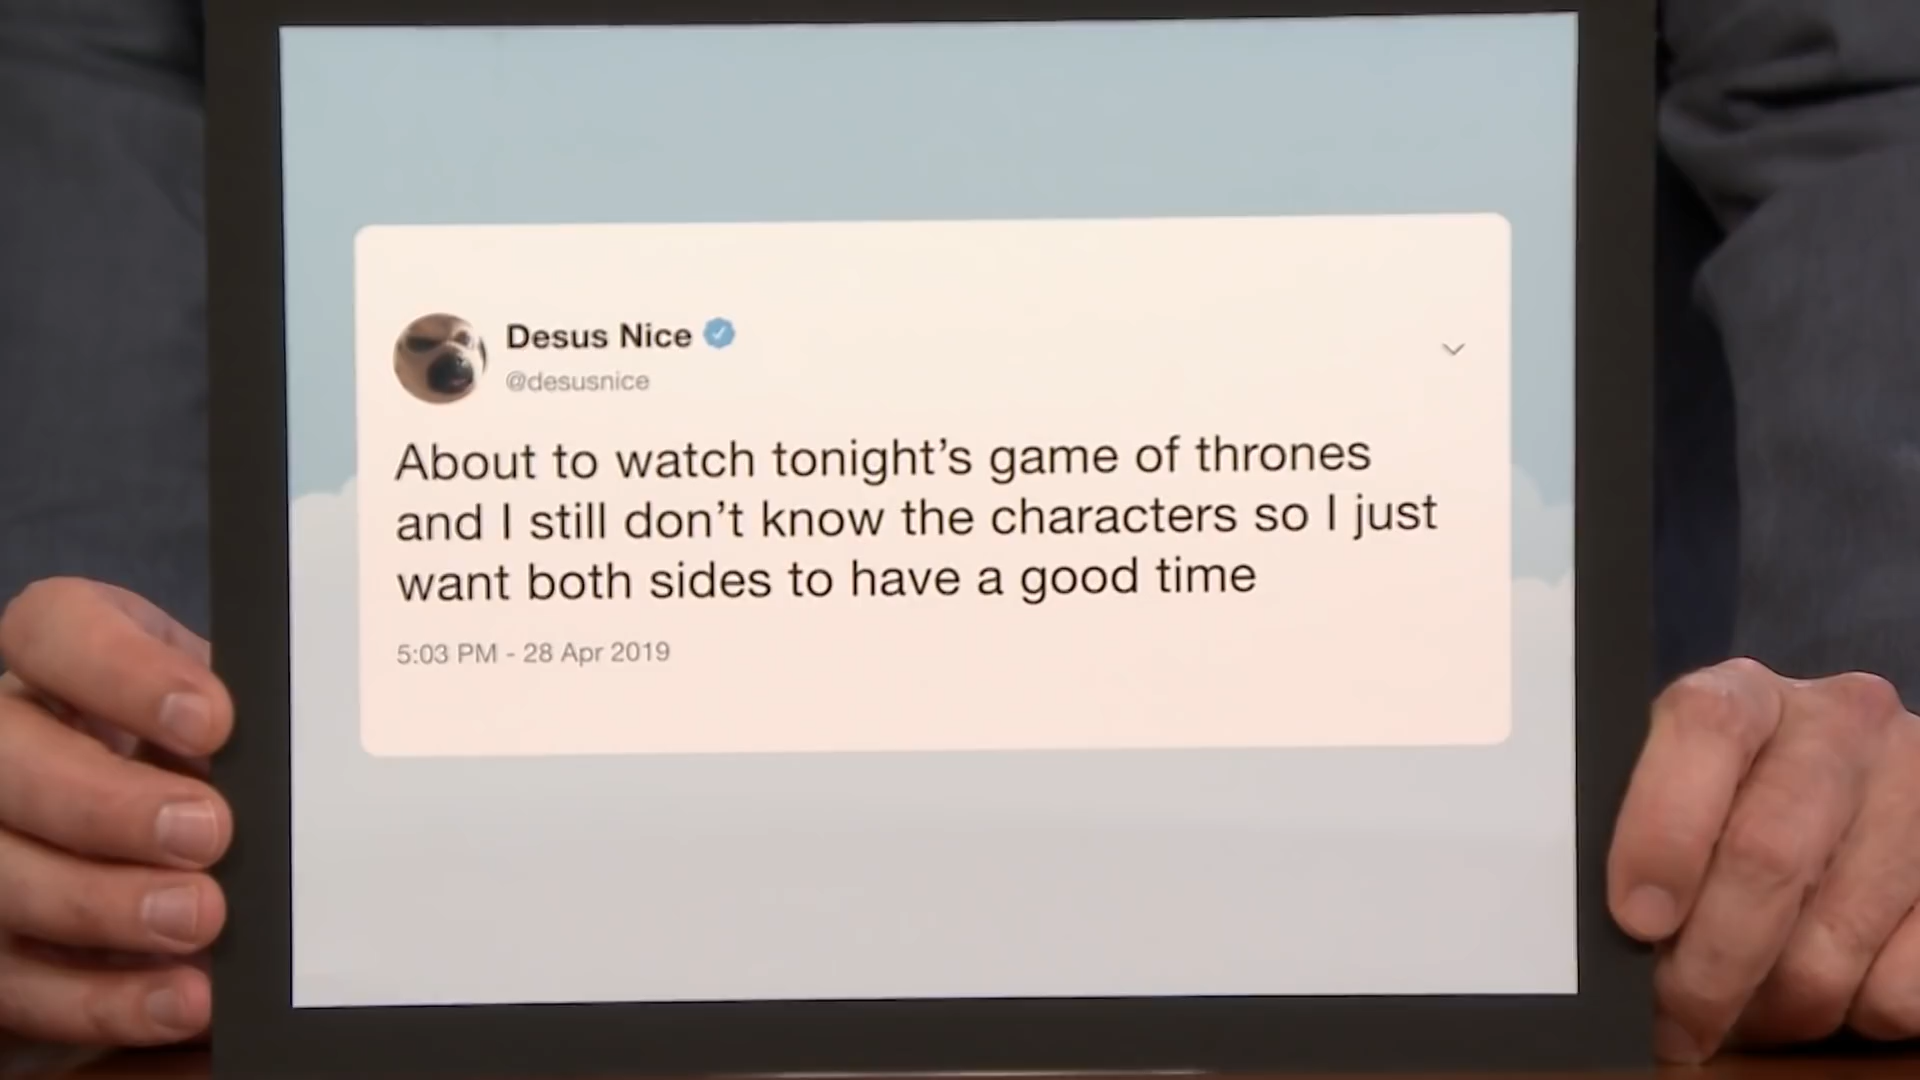 Desus Nice
@desusnice
About to watch tonight’s game of thrones
and I still don’t know the characters so I just
want both sides to have a good time
5:03 PM - 28 Apr 2019